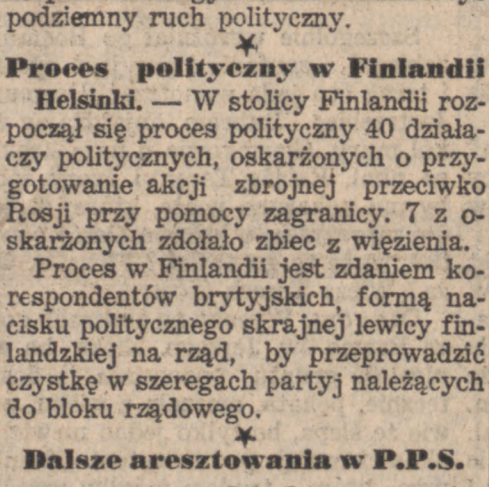 podziemny ruch polityczny.
★
Proces polityczny w Finlandii
Helsinki. — W stolicy Finlandii roz-
począł się proces polityczny 40 działa-
czy politycznych, oskarżonych o przy-
gotowanie akcji zbrojnej przeciwko
Rosji przy pomocy zagranicy. 7 z o-
skarżonych zdołało zbiec z więzienia.
Proces w Finlandii jest zdaniem ko-
respondentów brytyjskich, formą na-
cisku politycznego skrajnej lewicy fin-
landzkiej na rząd, by przeprowadzić
czystkę w szeregach partyj należących
do bloku rządowego.
★
Dalsze aresztowania w P.P.S.